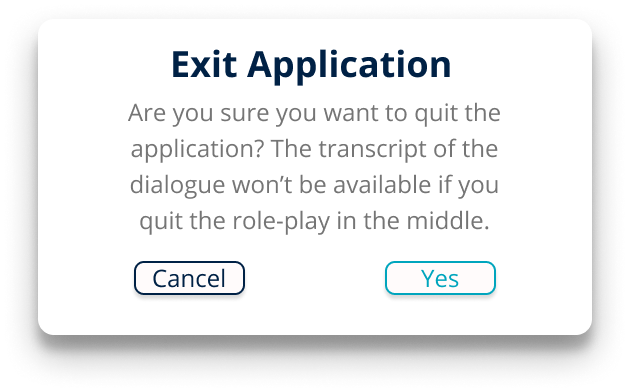 Exit Application
Are you sure you want to quit the
application? The transcript of the
dialogue won’t be available if you
quit the role-play in the middle.
Cancel
Yes